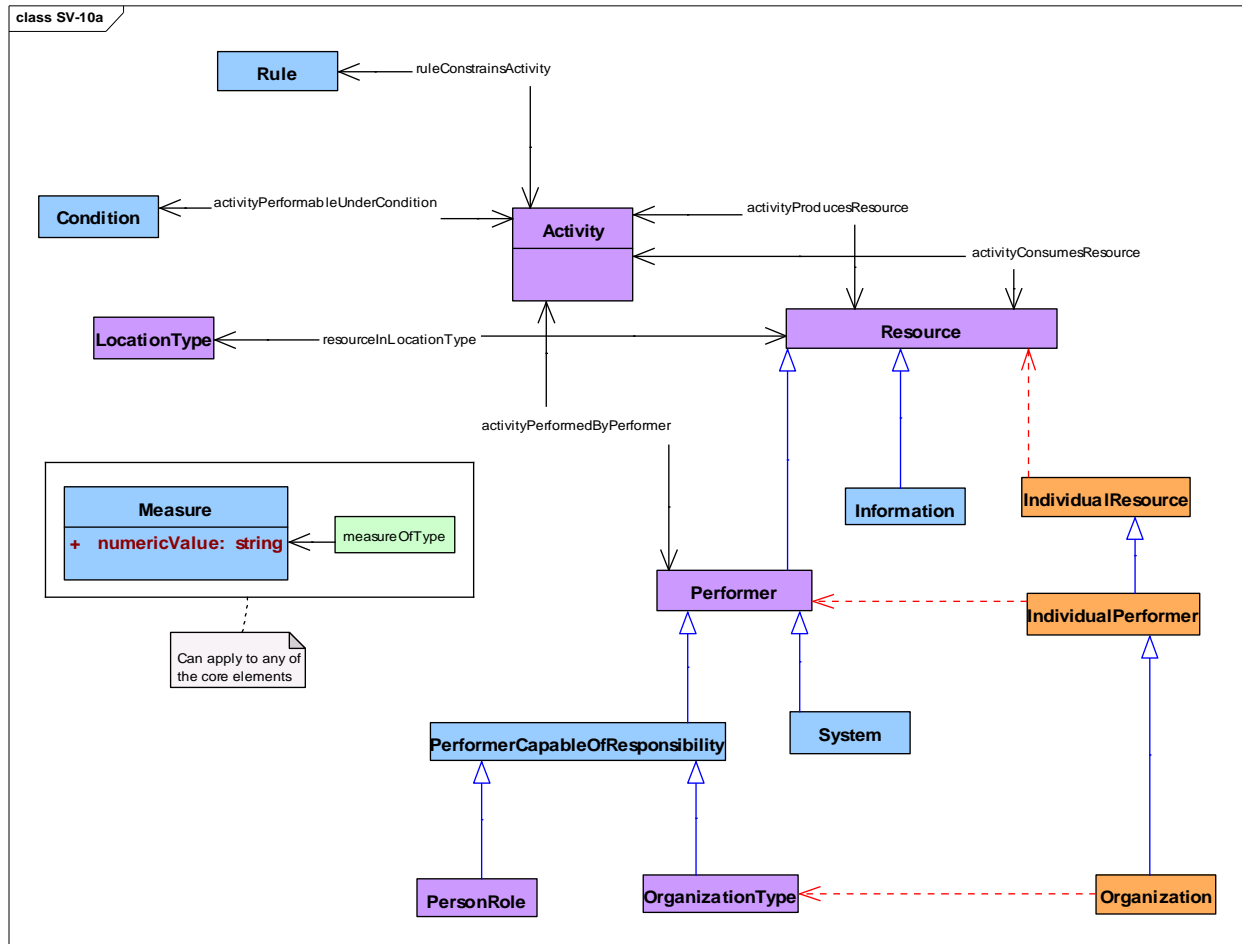 class SV-10a
Rule
ruleConstrainsActivity
Condition
activityPerformableUnderCondition
Activity
activityProducesResource
activityConsumesResource
LocationType
resourceInLocationType
Resource
activityPerformedByPerformer
Measure
+ numericValue: string
measureOfType
Information
IndividualResource
Performer
IndividualPerformer
Can apply to any of
the core elements
PerformerCapableOfResponsibility
System
PersonRole
OrganizationType
Organization